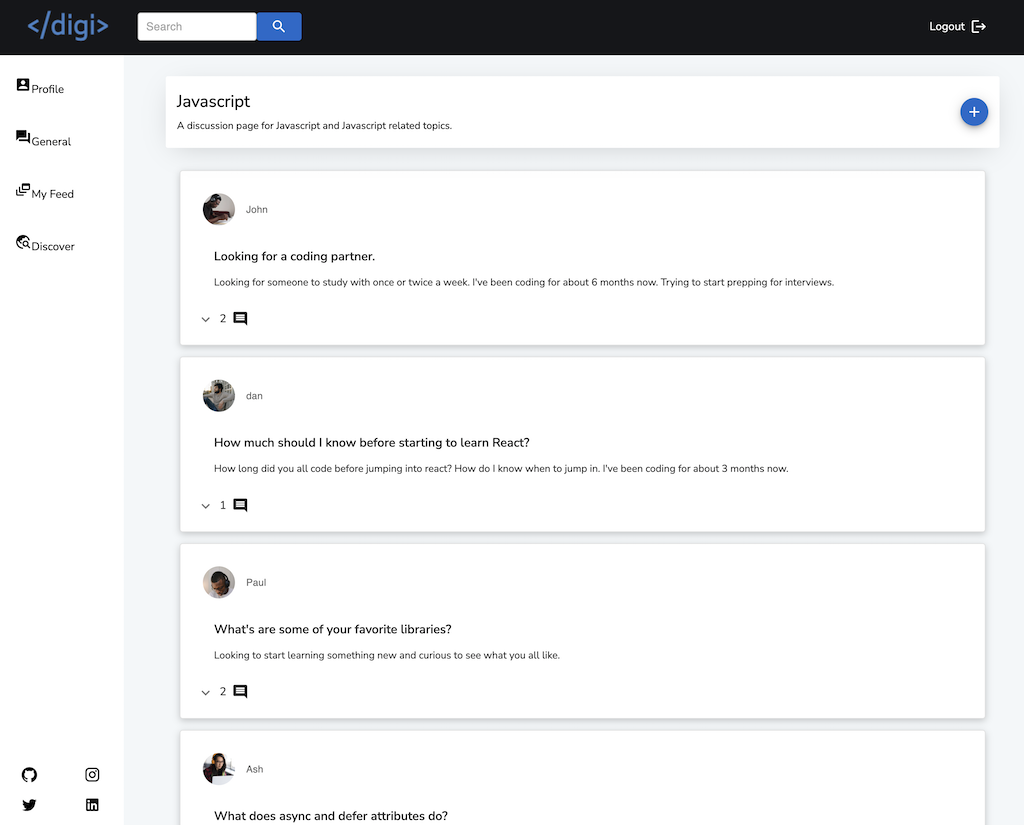 </digi>
Search
Logout
Profile
General
My Feed
Discover
Javascript
A discussion page for Javascript and Javascript related topics.
John
Looking for a coding partner.
Looking for someone to study with once or twice a week. I've been coding for about 6 months now. Trying to start prepping for interviews.
2
dan
How much should I know before starting to learn React?
How long did you all code before jumping into react? How do I know when to jump in. I've been coding for about 3 months now.
1
Paul
What's are some of your favorite libraries?
Looking to start learning something new and curious to see what you all like.
2
Ash
What does async and defer attributes do?